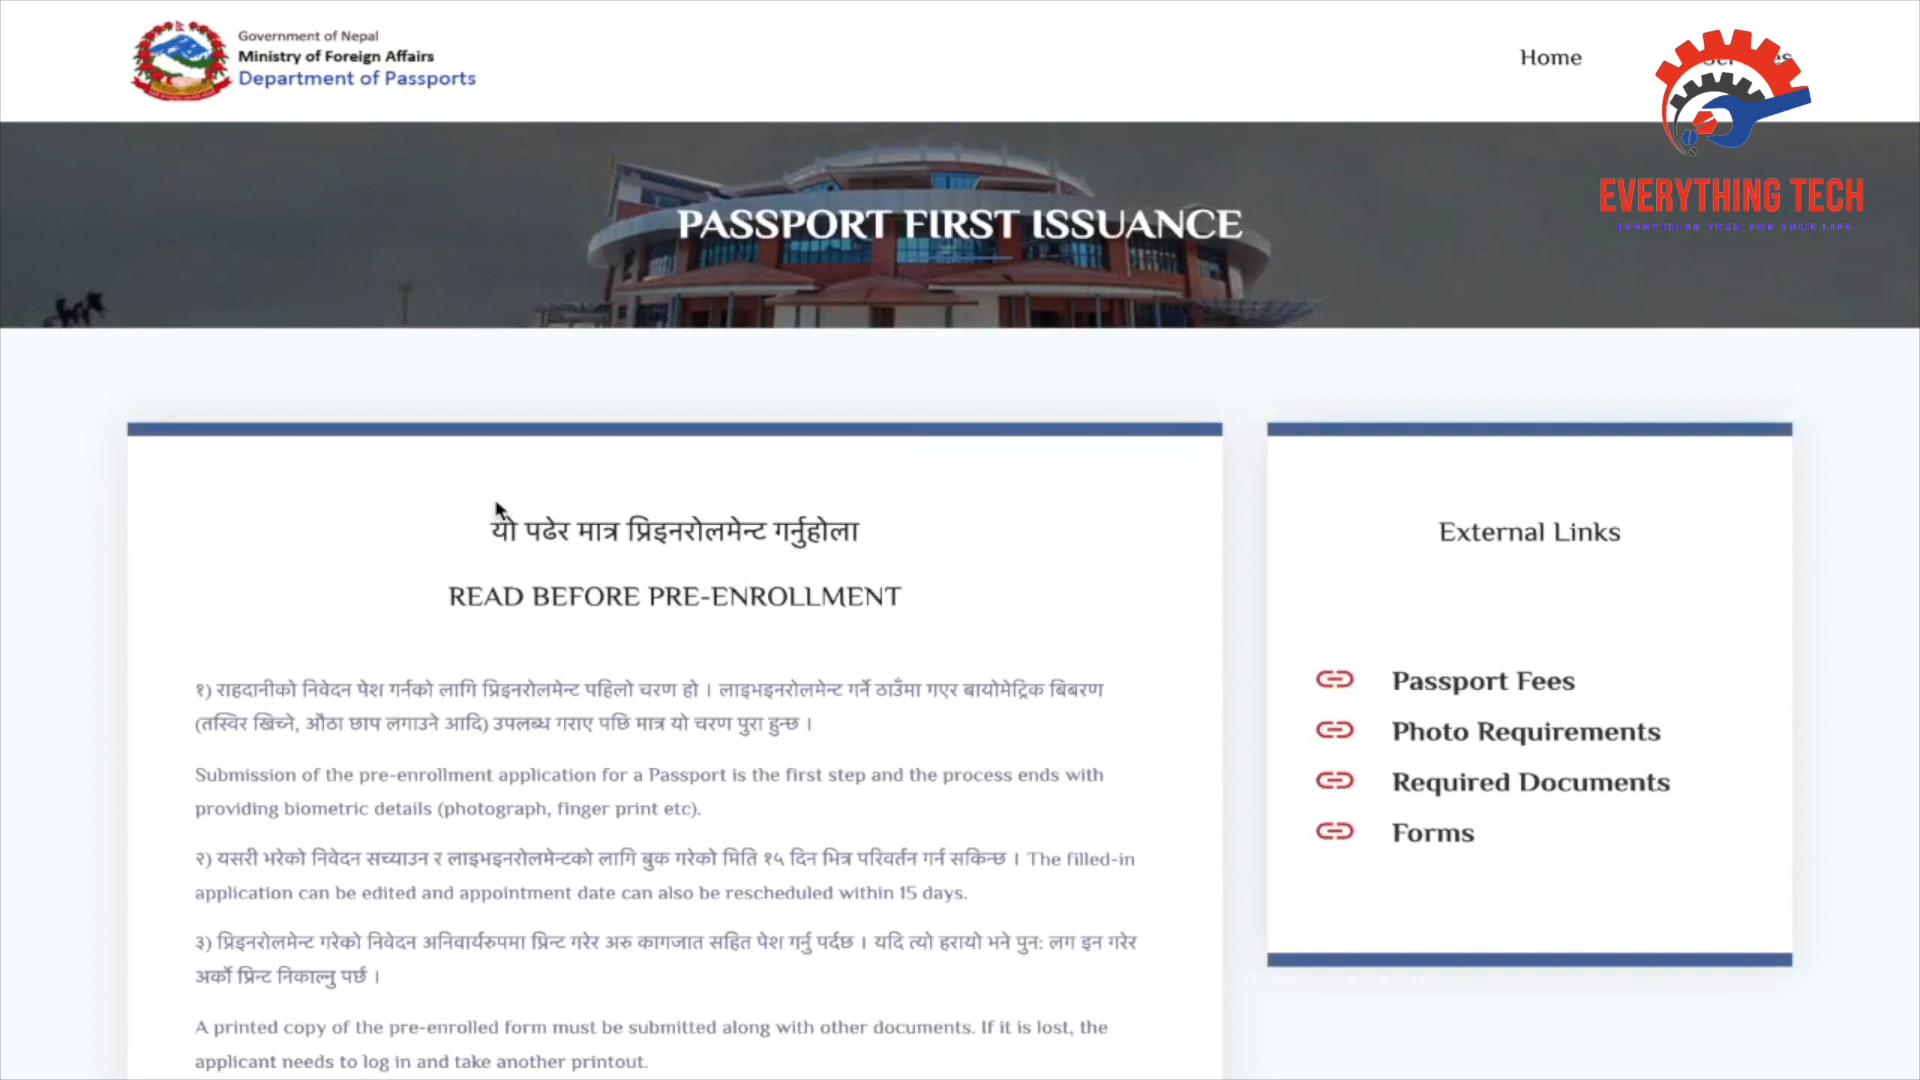 Government of Nepal
Ministry of Foreign Affairs
Department of Passports
Home
EVERYTHING TECH
EVERYTHING TECH FOR YOUR LIFE
PASSPORT FIRST ISSUANCE
यो पढेर मात्र प्रिइनरोलमेन्ट गर्नुहोला
READ BEFORE PRE-ENROLLMENT
१) राहदानीको निवेदन पेश गर्नको लागि प्रिइनरोलमेन्ट पहिलो चरण हो । लाइभइनरोलमेन्ट गर्ने ठाउँमा गएर बायोमेट्रिक बिबरण
(तस्विर खिच्ने, औठा छाप लगाउने आदि) उपलब्ध गराए पछि मात्र यो चरण पुरा हुन्छ ।
Submission of the pre-enrollment application for a Passport is the first step and the process ends with
providing biometric details (photograph, finger print etc).
२) यसरी भरेको निवेदन सच्याउन र लाइभइनरोलमेन्टको लागि बुक गरेको मिति १५ दिन भित्र परिवर्तन गर्न सकिन्छ । The filled-in
application can be edited and appointment date can also be rescheduled within 15 days.
३) प्रिइनरोलमेन्ट गरेको निवेदन अनिवार्यरुपमा प्रिन्ट गरेर अरु कागजात सहित पेश गर्नु पर्दछ । यदि त्यो हरायो भने पुन: लग इन गरेर
अर्को प्रिन्ट निकाल्नु पर्छ ।
A printed copy of the pre-enrolled form must be submitted along with other documents. If it is lost, the
applicant needs to log in and take another printout.
External Links
Passport Fees
Photo Requirements
Required Documents
Forms